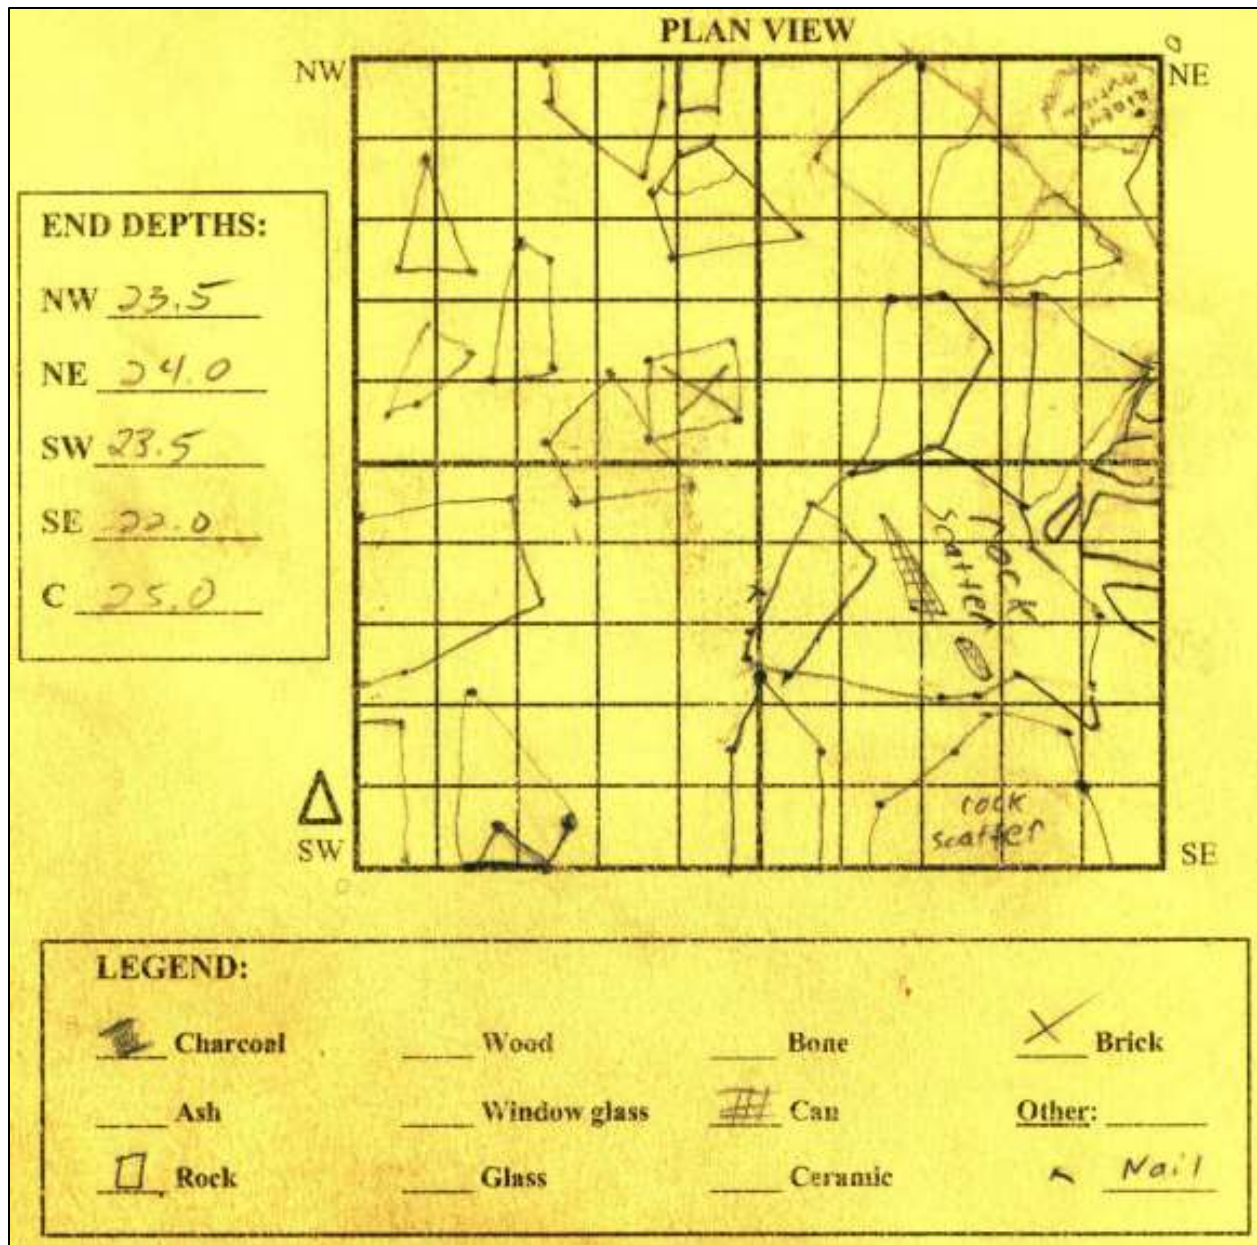 PLAN VIEW
NW
NE
END DEPTHS:
NW 23.5
NE 24.0
SW 23.5
SE 22.0
C 25.0
rock
scatter
rock
scatter
SW
SE
LEGEND:
Charcoal Wood Bone Brick
Ash Window glass Can Other:
Rock Glass Ceramic Nail